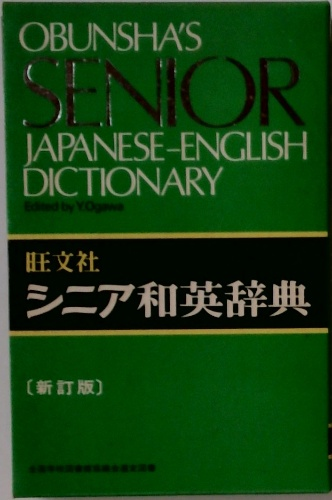 OBUNSHA'S
SENIOR
JAPANESE-ENGLISH
DICTIONARY
Edited by Y.Ogawa
旺文社
シニア和英辞典
〔新訂版〕